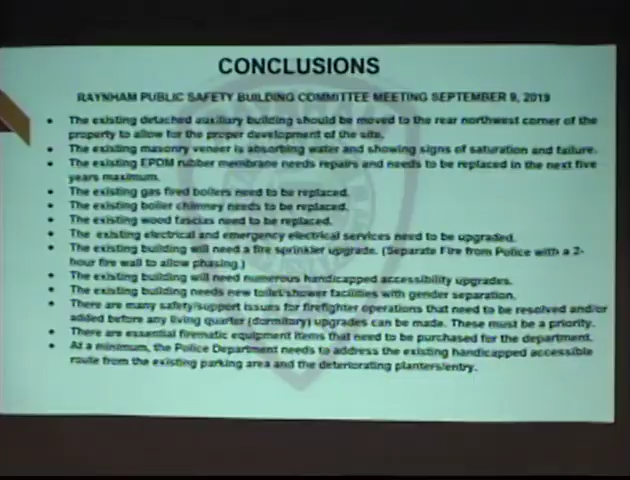 CONCLUSIONS
RAYNHAM PUBLIC SAFETY BUILDING COMMITTEE MEETING SEPTEMBER 9, 2019
• The existing detached auxiliary building should be moved to the rear northwest corner of the
property to allow for the proper development of the site.
• The existing masonry veneer is absorbing water and showing signs of saturation and failure.
• The existing EPDM rubber membrane needs repairs and needs to be replaced in the next five
years maximum.
• The existing gas fired boilers need to be replaced.
• The existing boiler chimney needs to be replaced.
• The existing wood fascias need to be replaced.
• The existing electrical and emergency electrical services need to be upgraded.
• The existing building will need a fire sprinkler upgrade. (Separate Fire from Police with a 2-
hour fire wall to allow phasing.)
• The existing building will need numerous handicapped accessibility upgrades.
• The existing building needs new toilet/shower facilities with gender separation.
• There are many safety/support issues for firefighter operations that need to be resolved and/or
added before any living quarter (dormitory) upgrades can be made. These must be a priority.
• There are essential firematic equipment items that need to be purchased for the department.
• At a minimum, the Police Department needs to address the existing handicapped accessible
route from the existing parking area and the deteriorating planters/entry.